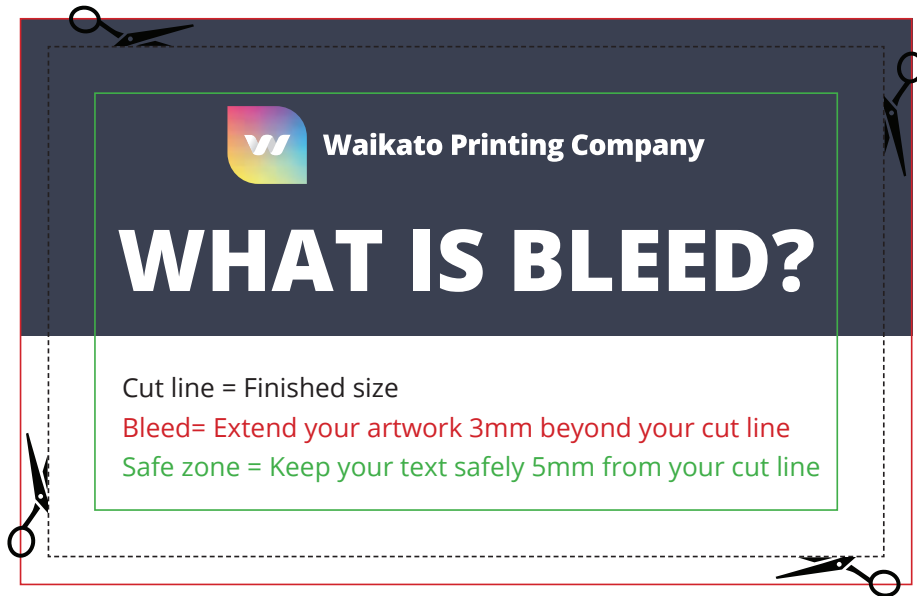 Waikato Printing Company
WHAT IS BLEED?
Cut line = Finished size
Bleed= Extend your artwork 3mm beyond your cut line
Safe zone = Keep your text safely 5mm from your cut line